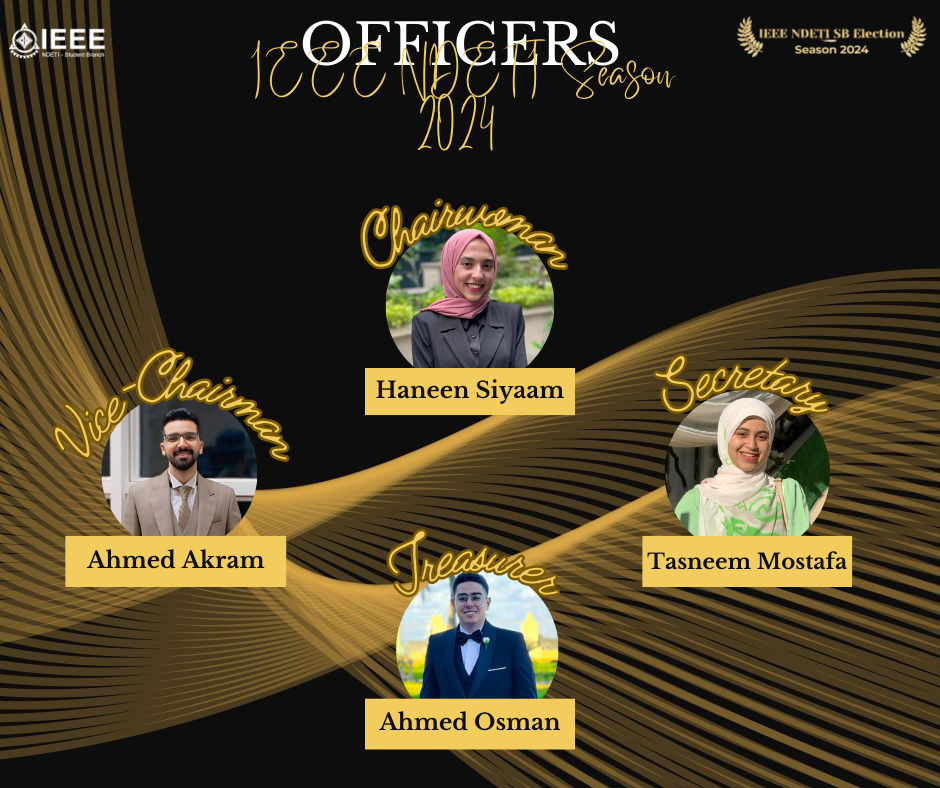 IEEE
NDETI - Student Branch
OFFICERS
IEEE NDETI Season
2024
IEEE NDETI SB Election
Season 2024
Chairwoman
Haneen Siyaam
Vice-Chairman
Ahmed Akram
Secretary
Tasneem Mostafa
Treasurer
Ahmed Osman